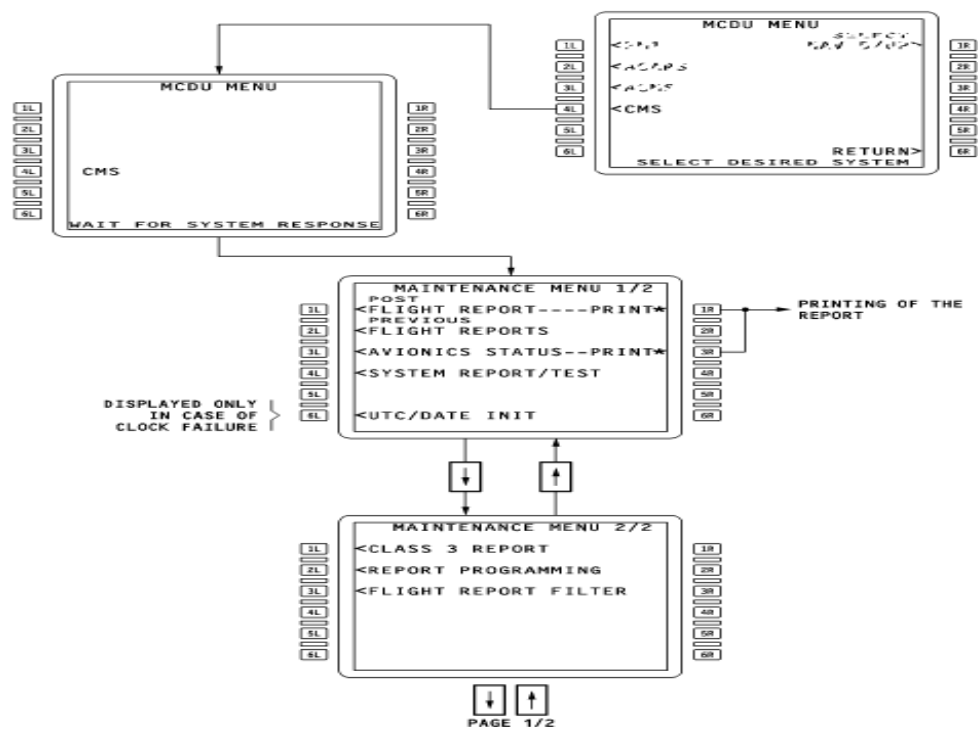 MCDU MENU
SELECT
1L
1R
2L
<ACARS
2R
3L
3R
4L
<CMS
4R
5L
5R
6L
RETURN>
6R
SELECT DESIRED SYSTEM
MCDU MENU
1L
1R
2L
2R
3L
3R
4L
CMS
4R
5L
5R
6L
6R
WAIT FOR SYSTEM RESPONSE
MAINTENANCE MENU 1/2
POST
1L
<FLIGHT REPORT----PRINT*
1R
PRINTING OF THE
REPORT
PREVIOUS
2L
<FLIGHT REPORTS
2R
3L
<AVIONICS STATUS--PRINT*
3R
4L
<SYSTEM REPORT/TEST
4R
5L
5R
DISPLAYED ONLY
IN CASE OF
CLOCK FAILURE
6L
<UTC/DATE INIT
6R
MAINTENANCE MENU 2/2
1L
<CLASS 3 REPORT
1R
2L
<REPORT PROGRAMMING
2R
3L
<FLIGHT REPORT FILTER
3R
4L
4R
5L
5R
6L
6R
PAGE 1/2